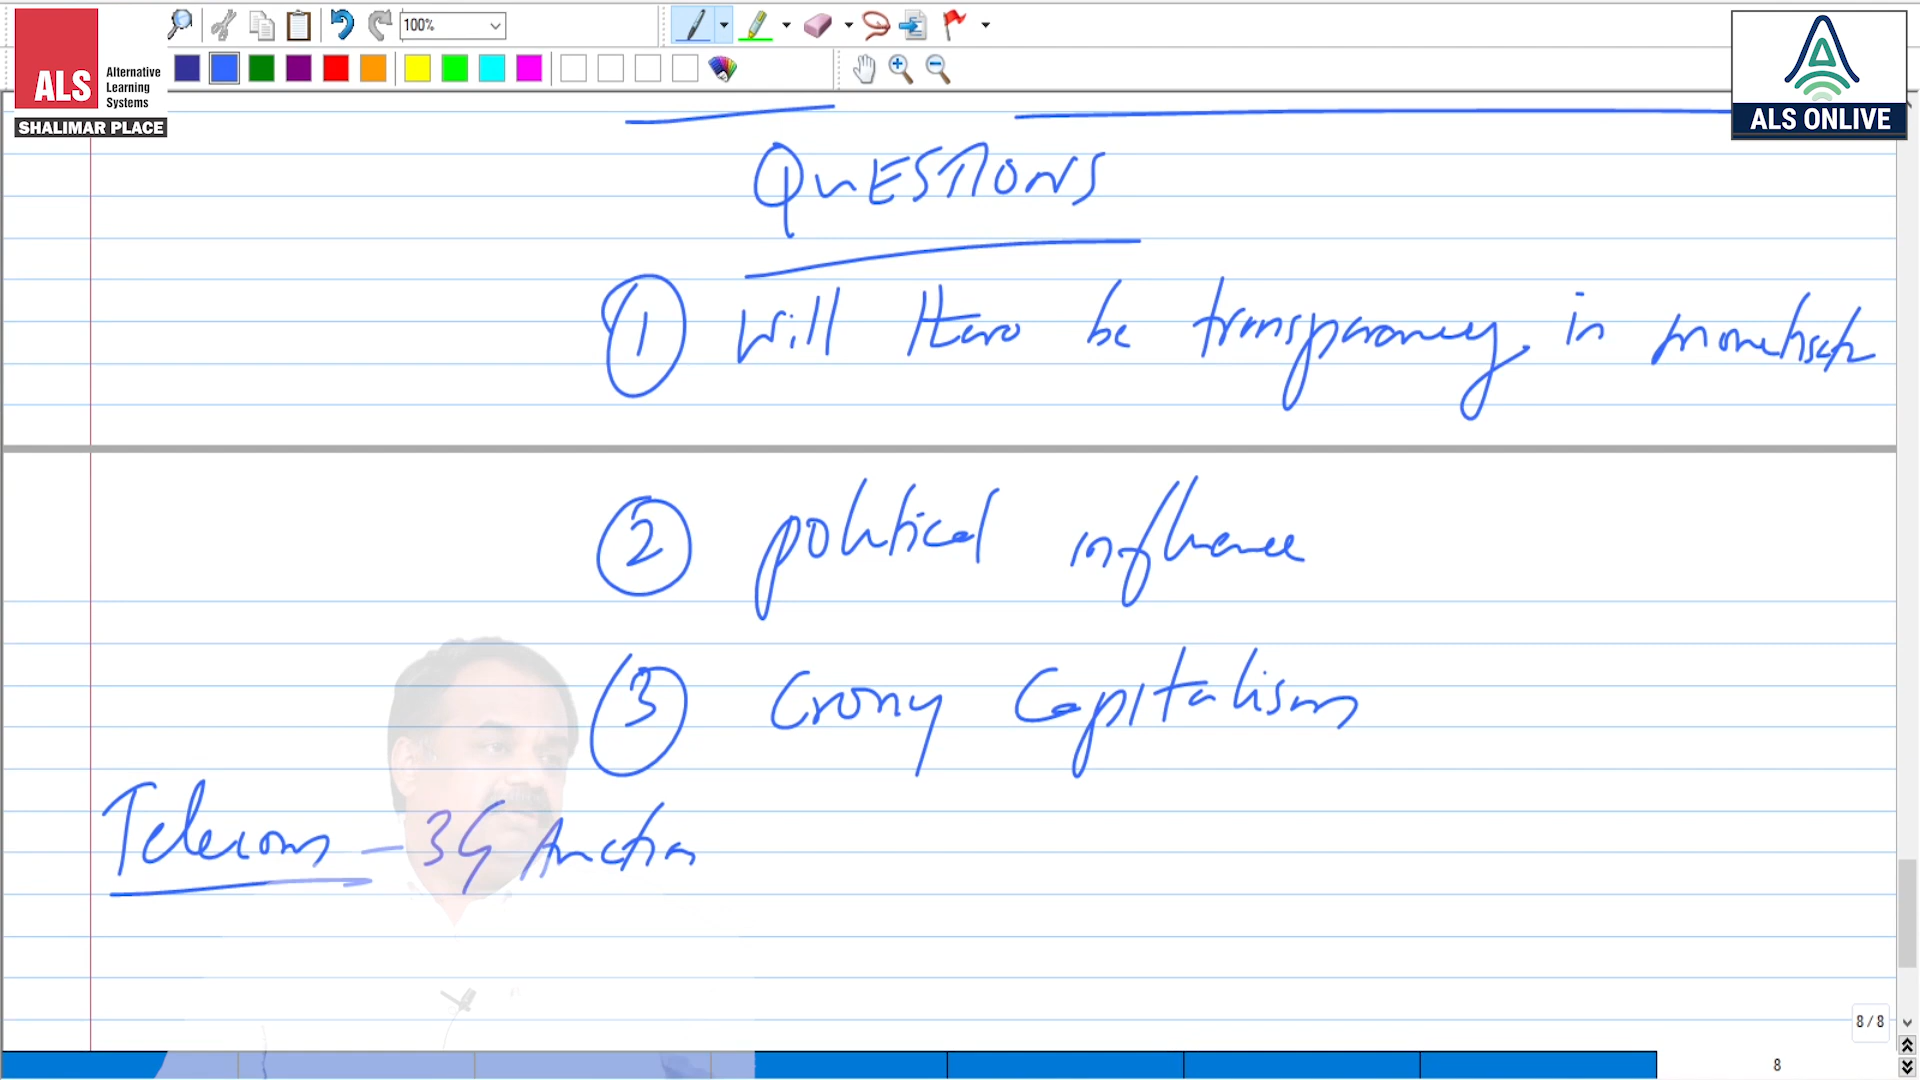 100%
ALS
Alternative
Learning
Systems
SHALIMAR PLACE
ALS ONLIVE
QUESTIONS
① Will there be transparency in
② political influence
③ Crony Capitalism
Telecom - 3G Auction
8 / 8
8